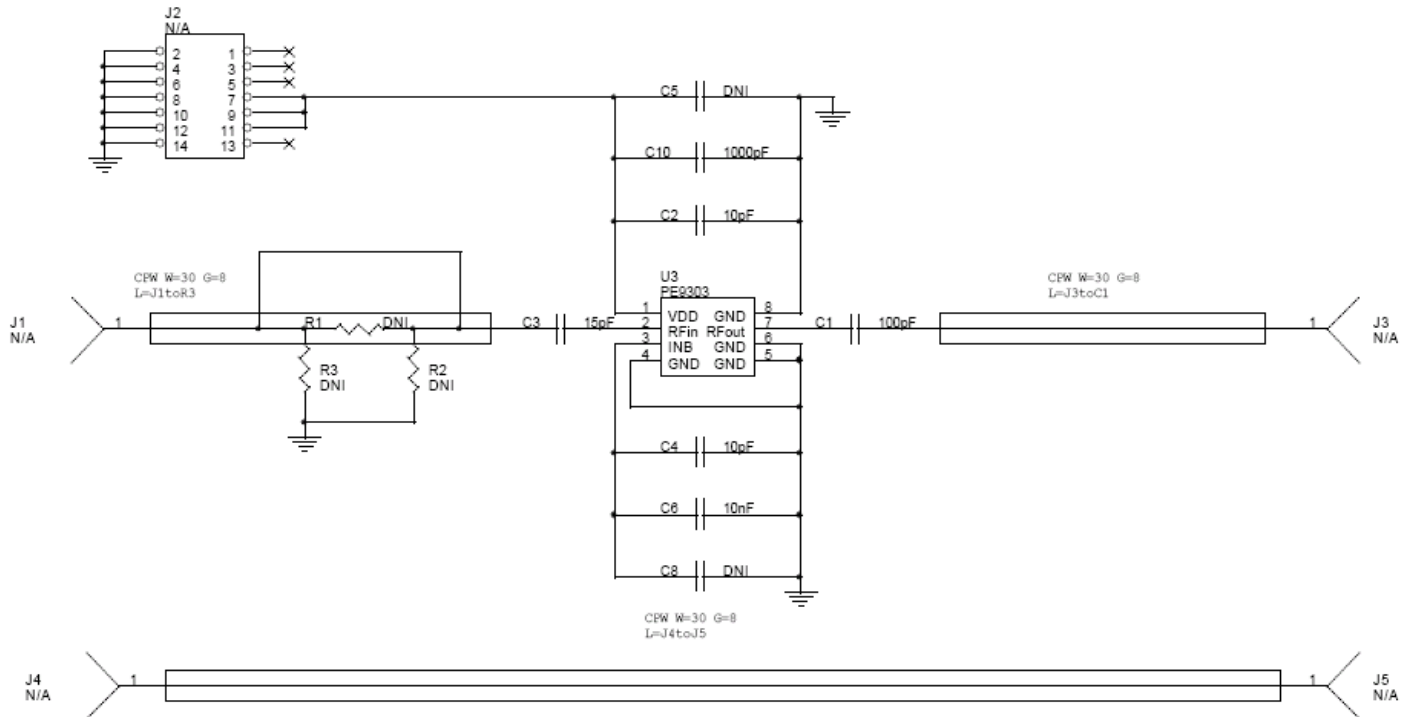 J2
N/A
2 1
4 3
6 5
8 7
10 9
12 11
14 13
C5 DNI
C10 1000pF
C2 10pF
CPW W=30 G=8
L=J1toR3
U3
PE9303
CPW W=30 G=8
L=J3toC1
J1
N/A
1
R1 DNI
C3 15pF
1 VDD GND 8
2 RFin RFout 7
3 INB GND 6
4 GND GND 5
C1 100pF
1
J3
N/A
R3
DNI
R2
DNI
C4 10pF
C6 10nF
C8 DNI
CPW W=30 G=8
L=J4toJ5
J4
N/A
1
1
J5
N/A